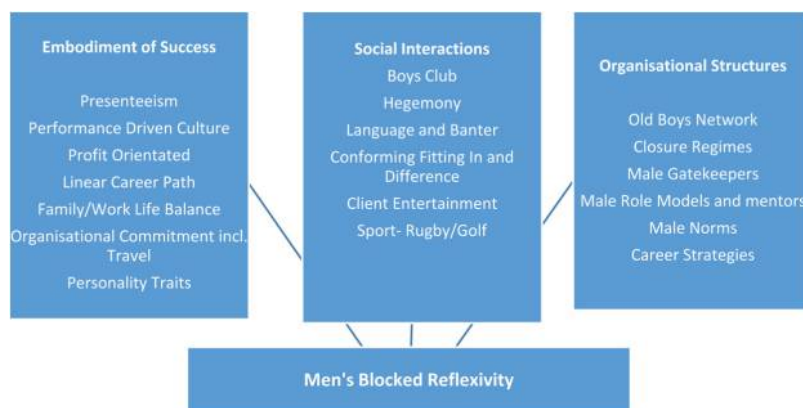 Embodiment of Success
Presenteeism
Performance Driven Culture
Profit Orientated
Linear Career Path
Family/Work Life Balance
Organisational Commitment incl.
Travel
Personality Traits
Social Interactions
Boys Club
Hegemony
Language and Banter
Conforming Fitting In and
Difference
Client Entertainment
Sport- Rugby/Golf
Organisational Structures
Old Boys Network
Closure Regimes
Male Gatekeepers
Male Role Models and mentors
Male Norms
Career Strategies
Men's Blocked Reflexivity